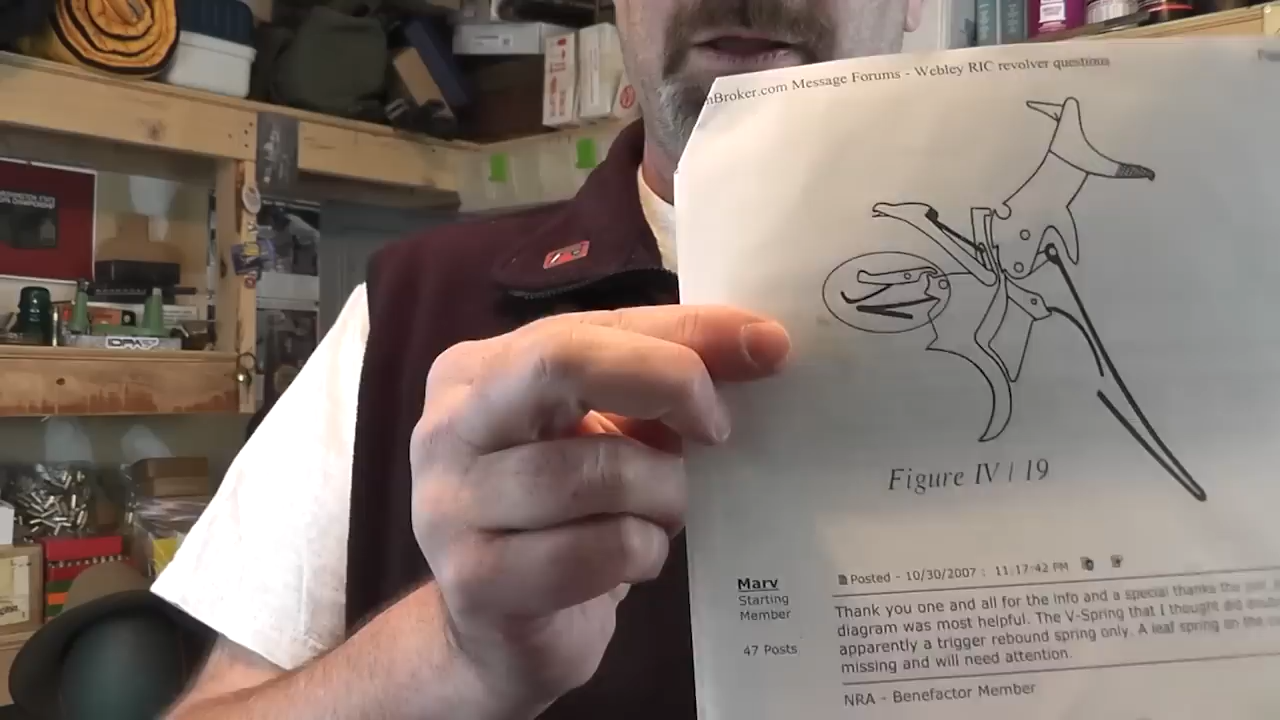 nBroker.com Message Forums - Webley RIC revolver questions
Figure IV / 19
Marv
Starting
Member
47 Posts
Posted - 10/30/2007 : 11:17:42 PM
Thank you one and all for the info and a special thanks the
diagram was most helpful. The V-Spring that I thought did
apparently a trigger rebound spring only. A leaf spring on the
missing and will need attention.
NRA - Benefactor Member
IDPA